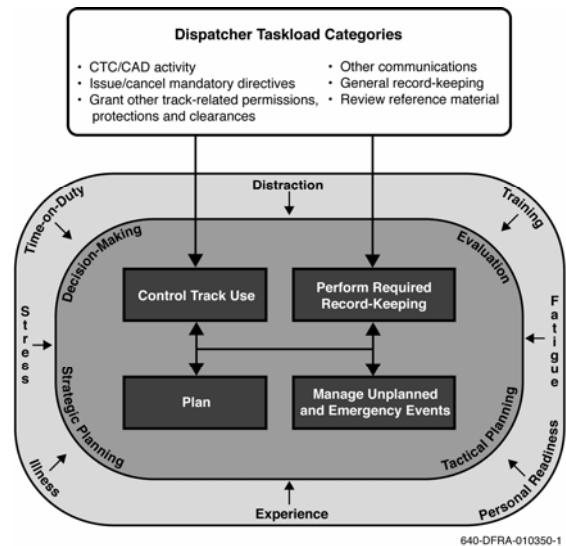 Dispatcher Taskload Categories
• CTC/CAD activity
• Issue/cancel mandatory directives
• Grant other track-related permissions,
protections and clearances
• Other communications
• General record-keeping
• Review reference material
Distraction
Time-on-Duty
Training
Decision-Making
Evaluation
Control Track Use
Perform Required
Record-Keeping
Stress
Fatigue
Plan
Manage Unplanned
and Emergency Events
Strategic Planning
Tactical Planning
Illness
Personal Readiness
Experience
640-DFRA-010350-1